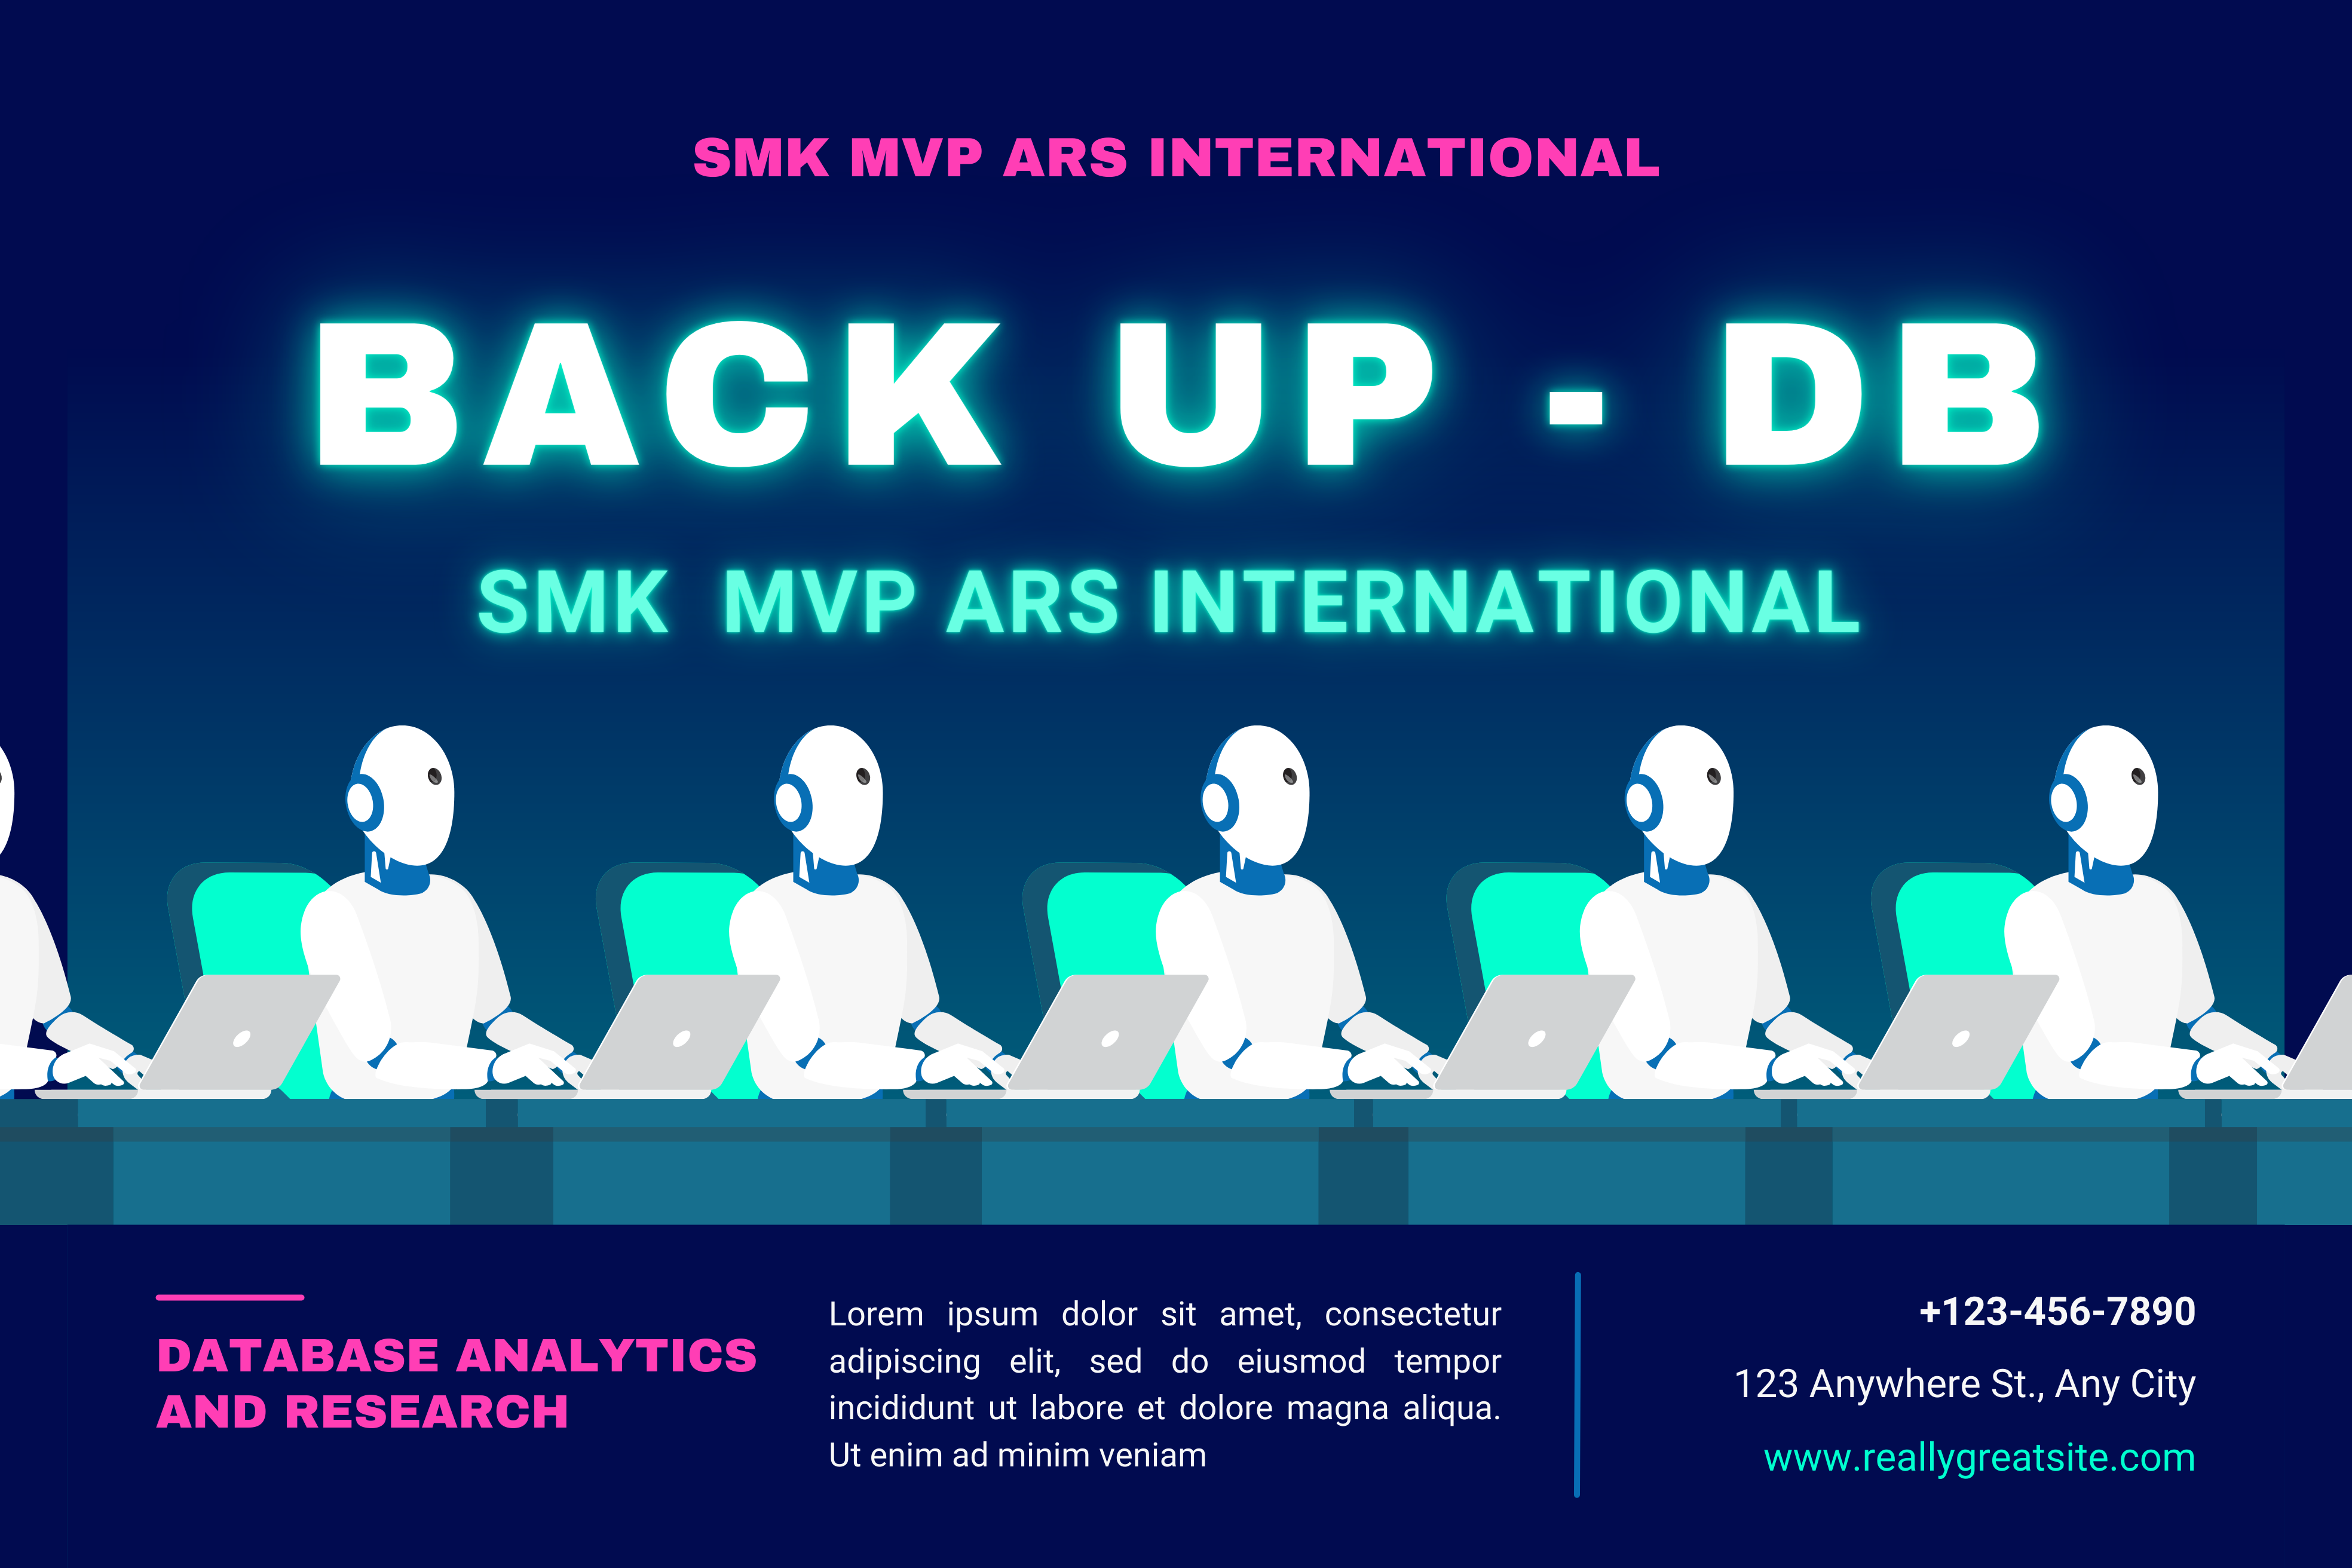 SMK MVP ARS INTERNATIONAL
BACK UP - DB
SMK  MVP ARS INTERNATIONAL
DATABASE ANALYTICS
AND RESEARCH
Lorem ipsum dolor sit amet, consectetur
adipiscing elit, sed do eiusmod tempor
incididunt ut labore et dolore magna aliqua.
Ut enim ad minim veniam
+123-456-7890
123 Anywhere St., Any City
www.reallygreatsite.com